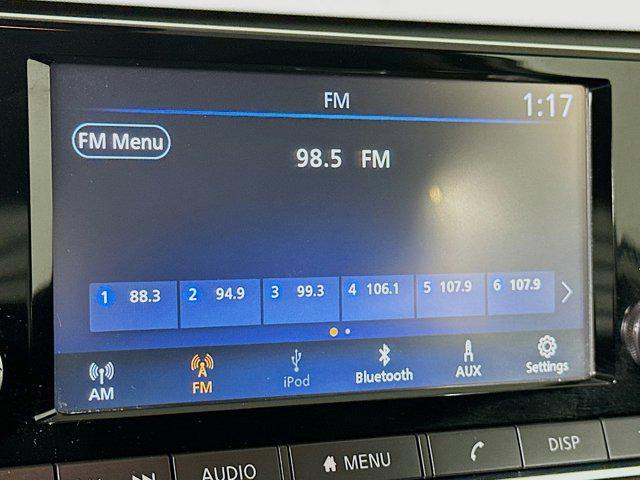 FM
1:17
FM Menu
98.5 FM
1 88.3 2 94.9 3 99.3 4 106.1 5 107.9 6 107.9
AM FM iPod Bluetooth AUX Settings
AUDIO MENU DISP